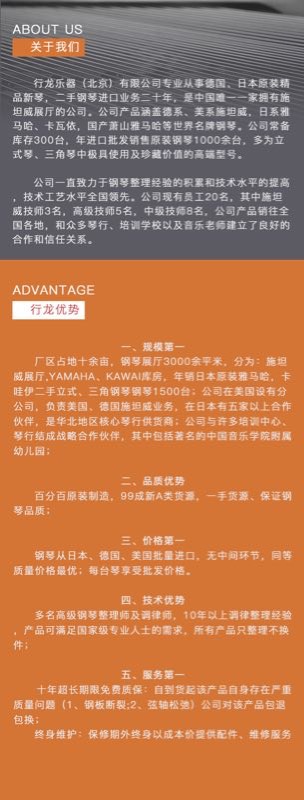 ABOUT US
关于我们
行龙乐器（北京）有限公司专业从事德国、日本原装精
品新琴，二手钢琴进口业务二十年，是中国唯一一家拥有施
坦威展厅的公司。公司产品涵盖德系、美系施坦威，日系雅
马哈、卡瓦依，国产萧山雅马哈等世界名牌钢琴。公司常备
库存300台，年进口批发销售原装钢琴1000余台，多为立
式琴、三角琴中极具使用及珍藏价值的高端型号。
公司一直致力于钢琴整理经验的积累和技术水平的提高
，技术工艺水平全国领先。公司现有员工20名，其中施坦
威技师3名，高级技师5名，中级技师8名。公司产品销往全
国各地，和众多琴行、培训学校以及音乐老师建立了良好的
合作和信任关系。
ADVANTAGE
行龙优势
一、规模第一
厂区占地十余亩，钢琴展厅3000余平米，分为：施坦
威展厅,YAMAHA、KAWAI库房，年销日本原装雅马哈，卡
哇伊二手立式、三角钢琴钢琴1500台；公司在美国设有分
公司，负责美国、德国施坦威业务，在日本有五家以上合作
伙伴，是华北地区核心琴行供货商；公司与许多培训中心、
琴行结成战略合作伙伴，其中包括著名的中国音乐学院附属
幼儿园；
二、品质优势
百分百原装制造，99成新A类货源，一手货源、保证钢
琴品质；
三、价格第一
钢琴从日本、德国、美国批量进口，无中间环节，同等
质量价格最优；每台琴享受批发价格。
四、技术优势
多名高级钢琴整理师及调律师，10年以上调律整理经验
，产品可满足国家级专业人士的需求，所有产品只整理不换
件；
五、服务第一
十年超长期限免费质保：自到货起该产品自身存在严重
质量问题（1、钢板断裂;2、弦轴松弛）公司对该产品包退
包换；
终身维护：保修期外终身以成本价提供配件、维修服务